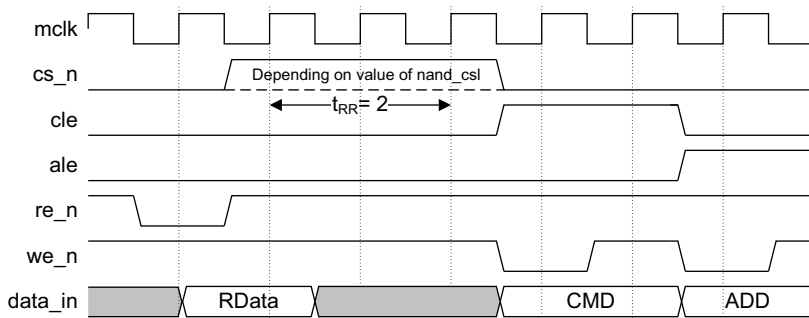 mclk
cs_n
Depending on value of nand_csl
cle
tRR= 2
ale
re_n
we_n
data_in
RData
CMD
ADD